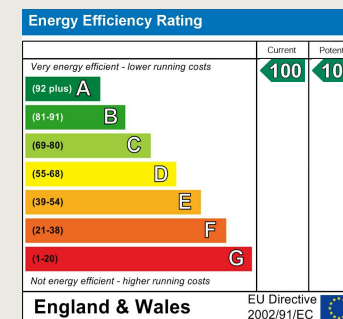 Energy Efficiency Rating
Current
Very energy efficient - lower running costs
100
(92 plus) A
(81-91) B
(69-80) C
(55-68) D
(39-54) E
(21-38) F
(1-20) G
Not energy efficient - higher running costs
England & Wales
EU Directive
2002/91/EC